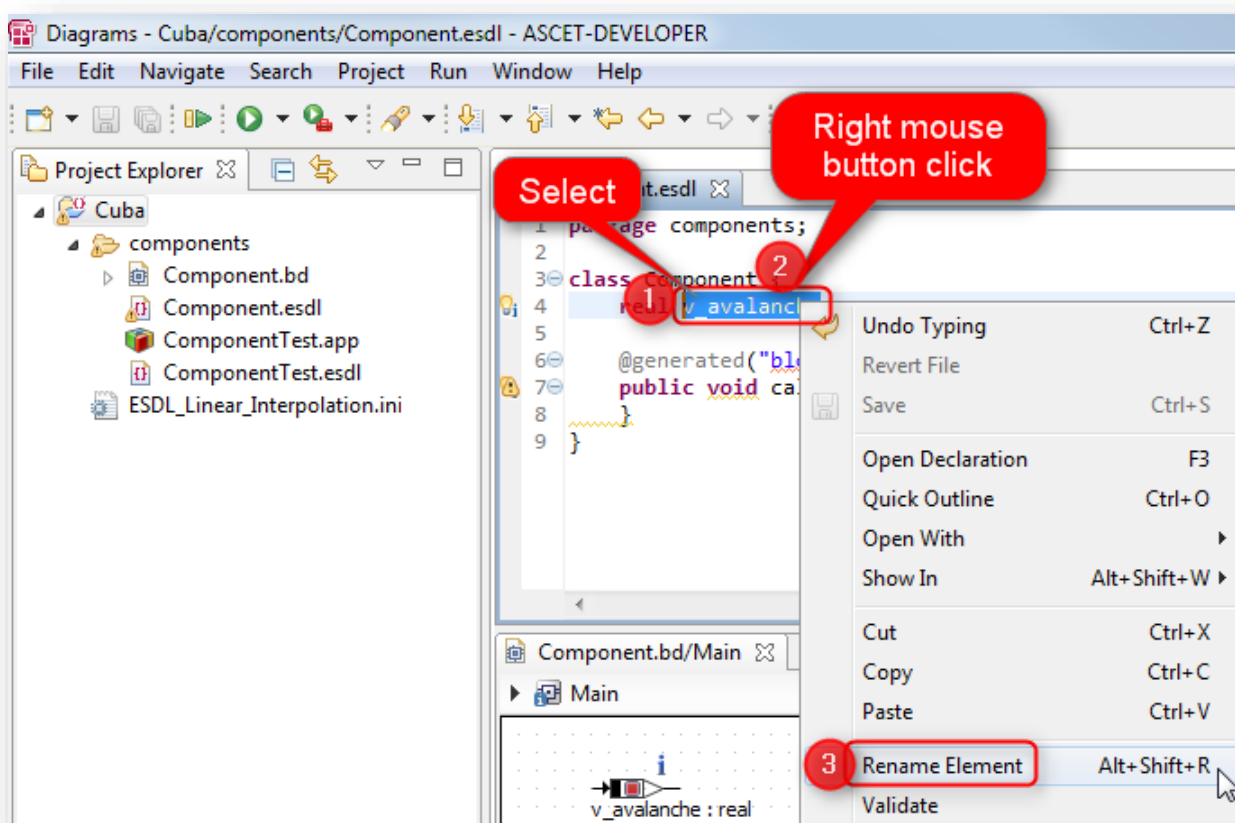 Diagrams - Cuba/components/Component.esdl - ASCET-DEVELOPER
File Edit Navigate Search Project Run Window Help
Right mouse
button click
Select
Project Explorer
t.esdl
Cuba
components
Component.bd
Component.esdl
ComponentTest.app
ComponentTest.esdl
ESDL_Linear_Interpolation.ini
1 package components;
2
3 class Component {
2
1
4 real v_avalanch
5
6 @generated("blo
7 public void cal
8 }
9 }
Undo Typing Ctrl+Z
Revert File
Save Ctrl+S
Open Declaration F3
Quick Outline Ctrl+O
Open With
Show In Alt+Shift+W
Cut Ctrl+X
Copy Ctrl+C
Paste Ctrl+V
3 Rename Element Alt+Shift+R
Validate
Component.bd/Main
Main
i
v_avalanche : real